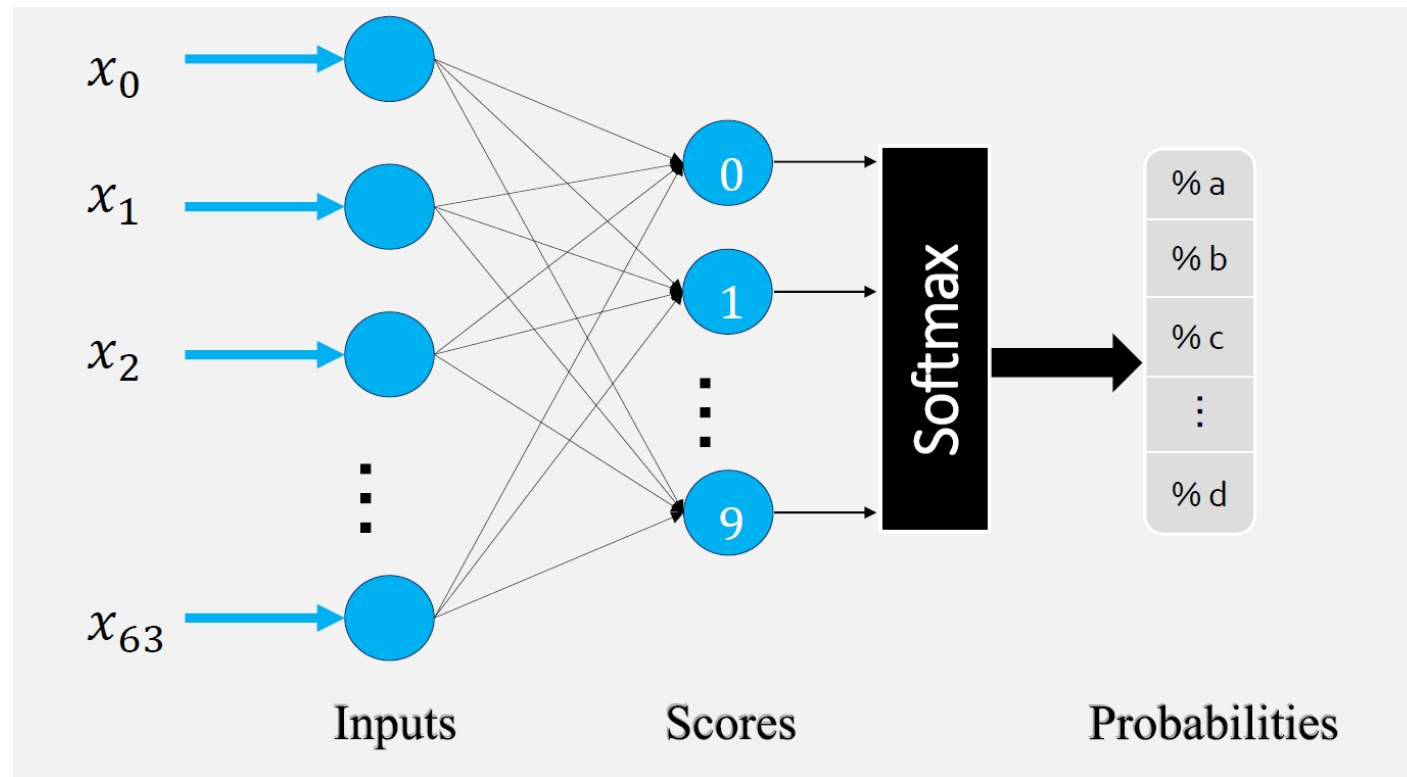 x₀
x₁
x₂
⋮
x₆₃
0
1
⋮
9
Softmax
% a
% b
% c
⋮
% d
Inputs
Scores
Probabilities